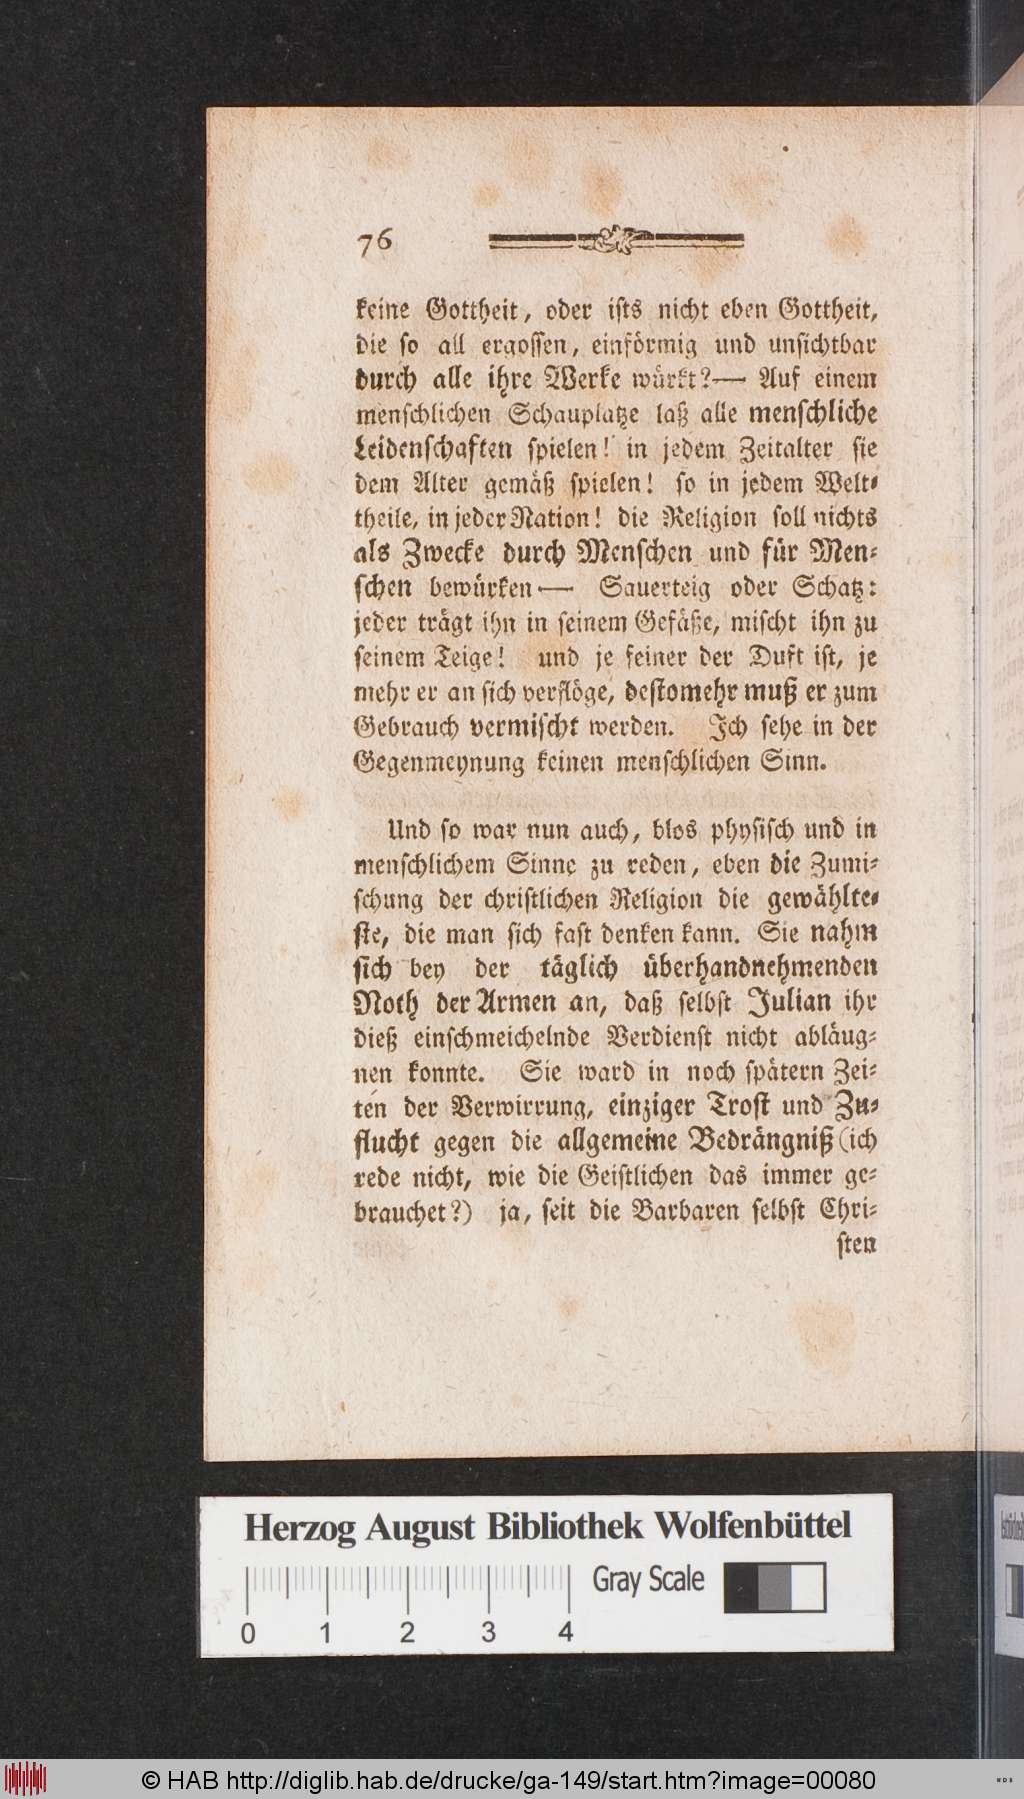 76
keine Gottheit, oder ists nicht eben Gottheit,
die so all ergossen, einförmig und unsichtbar
durch alle ihre Werke würkt?— Auf einem
menschlichen Schauplatze laß alle menschliche
Leidenschaften spielen! in jedem Zeitalter sie
dem Alter gemäß spielen! so in jedem Welt-
theile, in jeder Nation! die Religion soll nichts
als Zwecke durch Menschen und für Men-
schen bewürken — Sauerteig oder Schatz:
jeder trägt ihn in seinem Gefäße, mischt ihn zu
seinem Teige! und je feiner der Duft ist, je
mehr er an sich verflöge, destomehr muß er zum
Gebrauch vermischt werden. Ich sehe in der
Gegenmeynung keinen menschlichen Sinn.
Und so war nun auch, blos physisch und in
menschlichem Sinne zu reden, eben die Zumi-
schung der christlichen Religion die gewählte-
ste, die man sich fast denken kann. Sie nahm
sich bey der täglich überhandnehmenden
Noth der Armen an, daß selbst Julian ihr
dieß einschmeichelnde Verdienst nicht abläug-
nen konnte. Sie ward in noch spätern Zei-
ten der Verwirrung, einziger Trost und Zu-
flucht gegen die allgemeine Bedrängniß (ich
rede nicht, wie die Geistlichen das immer ge-
brauchet?) ja, seit die Barbaren selbst Chri-
sten
Herzog August Bibliothek Wolfenbüttel
Gray Scale
0 1 2 3 4
© HAB http://diglib.hab.de/drucke/ga-149/start.htm?image=00080